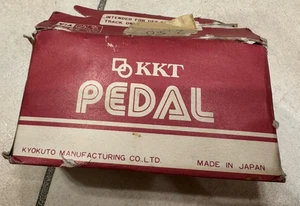 INTENDED FOR
TRACK ON
KKT
PEDAL
KYOKUTO MANUFACTURING CO.,LTD.
MADE IN JAPAN